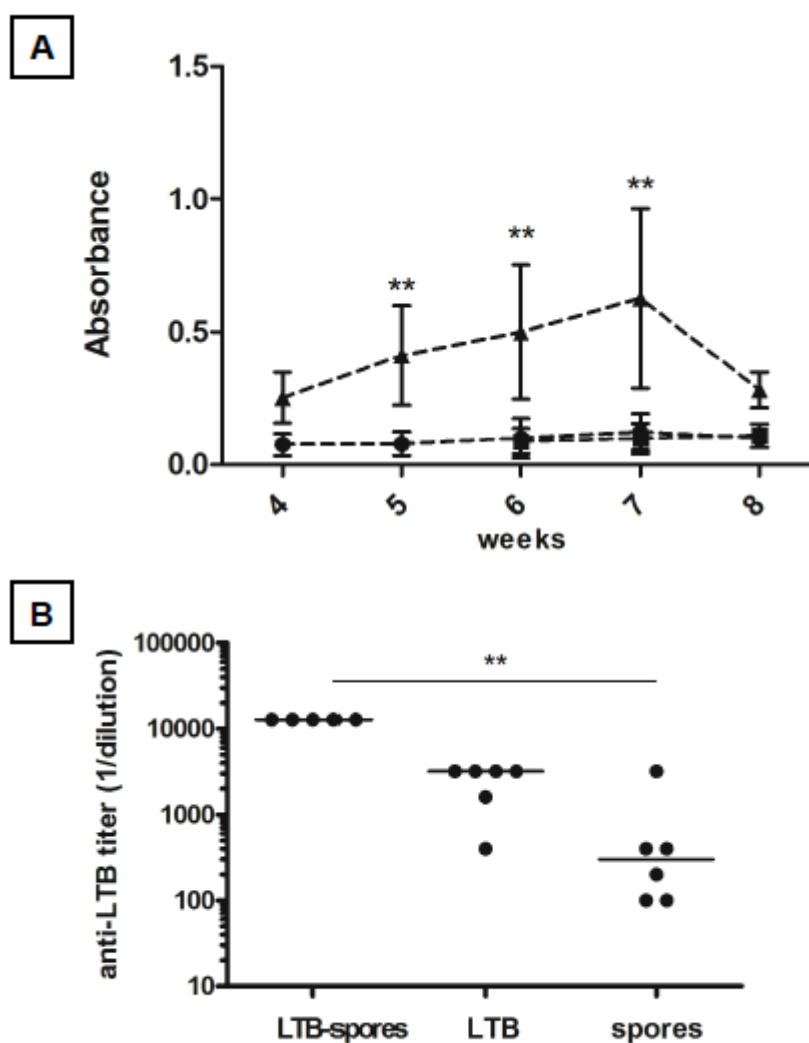 A
1.5
1.0
0.5
0.0
Absorbance
**
**
**
4 5 6 7 8
weeks
B
100000
10000
1000
100
10
anti-LTB titer (1/dilution)
**
LTB-spores LTB spores